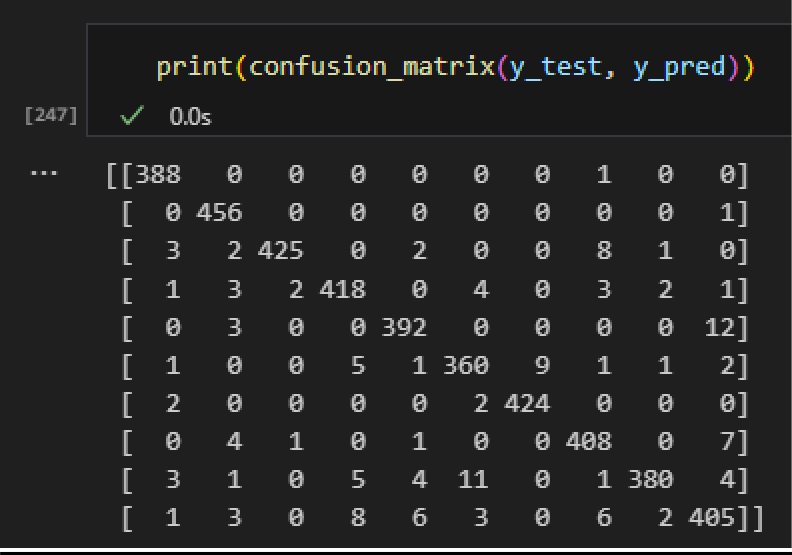 print(confusion_matrix(y_test, y_pred))
[247] ✓ 0.0s
... [[388 0 0 0 0 0 0 1 0 0]
[ 0 456 0 0 0 0 0 0 0 1]
[ 3 2 425 0 2 0 0 8 1 0]
[ 1 3 2 418 0 4 0 3 2 1]
[ 0 3 0 0 392 0 0 0 0 12]
[ 1 0 0 5 1 360 9 1 1 2]
[ 2 0 0 0 0 2 424 0 0 0]
[ 0 4 1 0 1 0 0 408 0 7]
[ 3 1 0 5 4 11 0 1 380 4]
[ 1 3 0 8 6 3 0 6 2 405]]